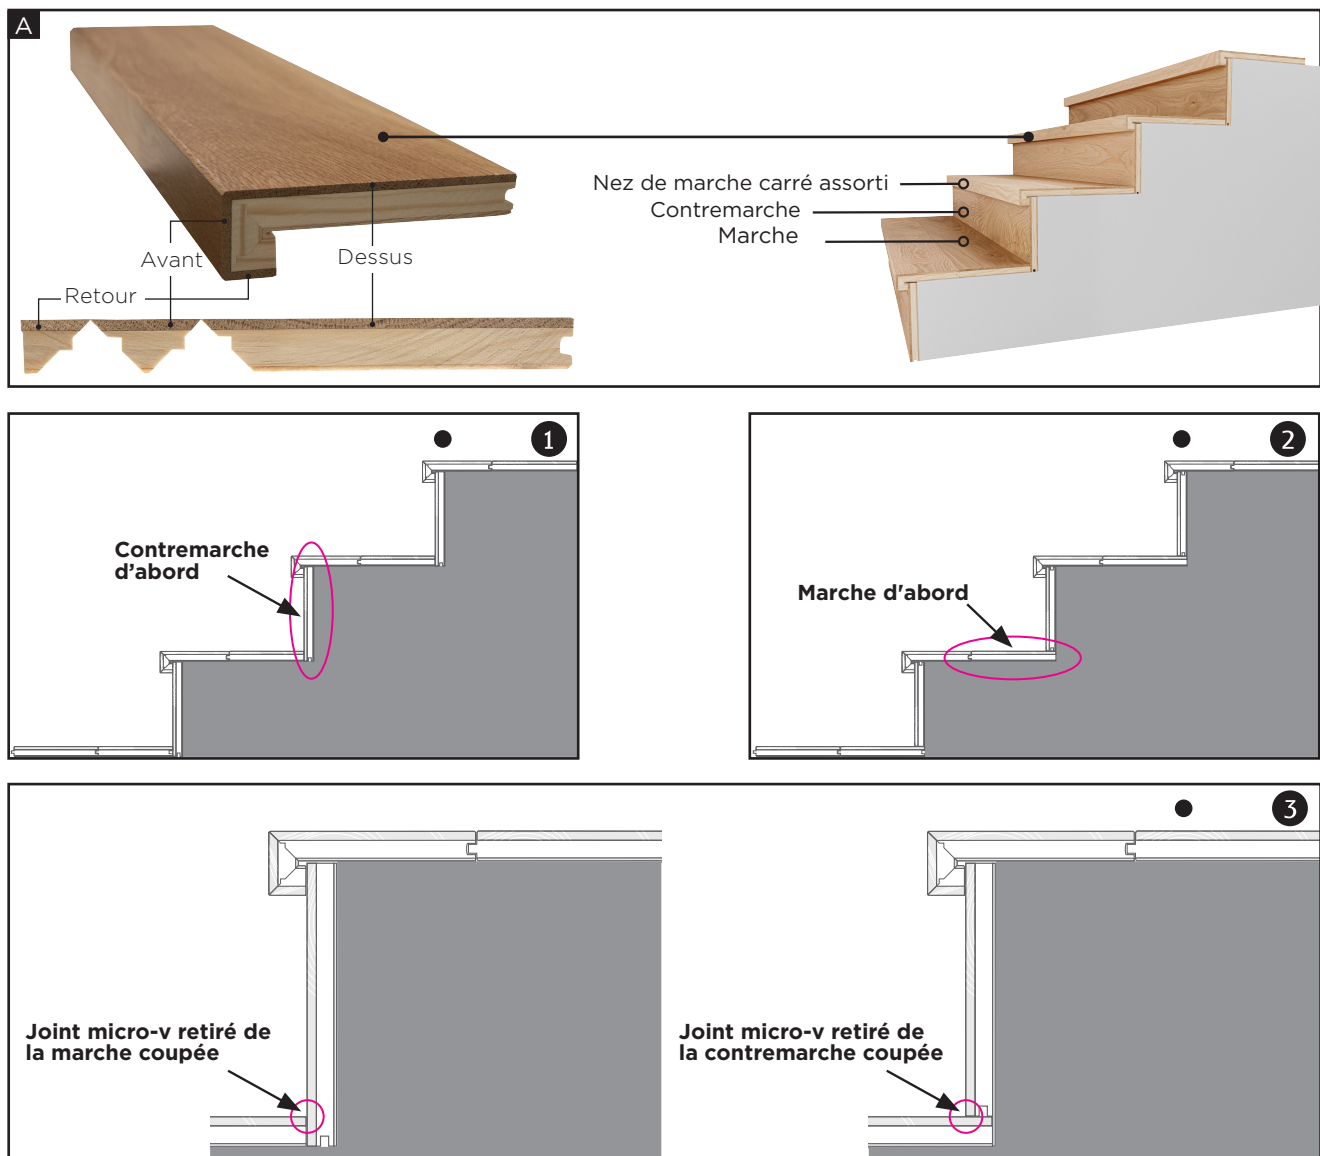 A
Nez de marche carré assorti
Contremarche
Marche
Avant
Dessus
Retour
1
Contremarche
d’abord
2
Marche d'abord
3
Joint micro-v retiré de
la marche coupée
Joint micro-v retiré de
la contremarche coupée